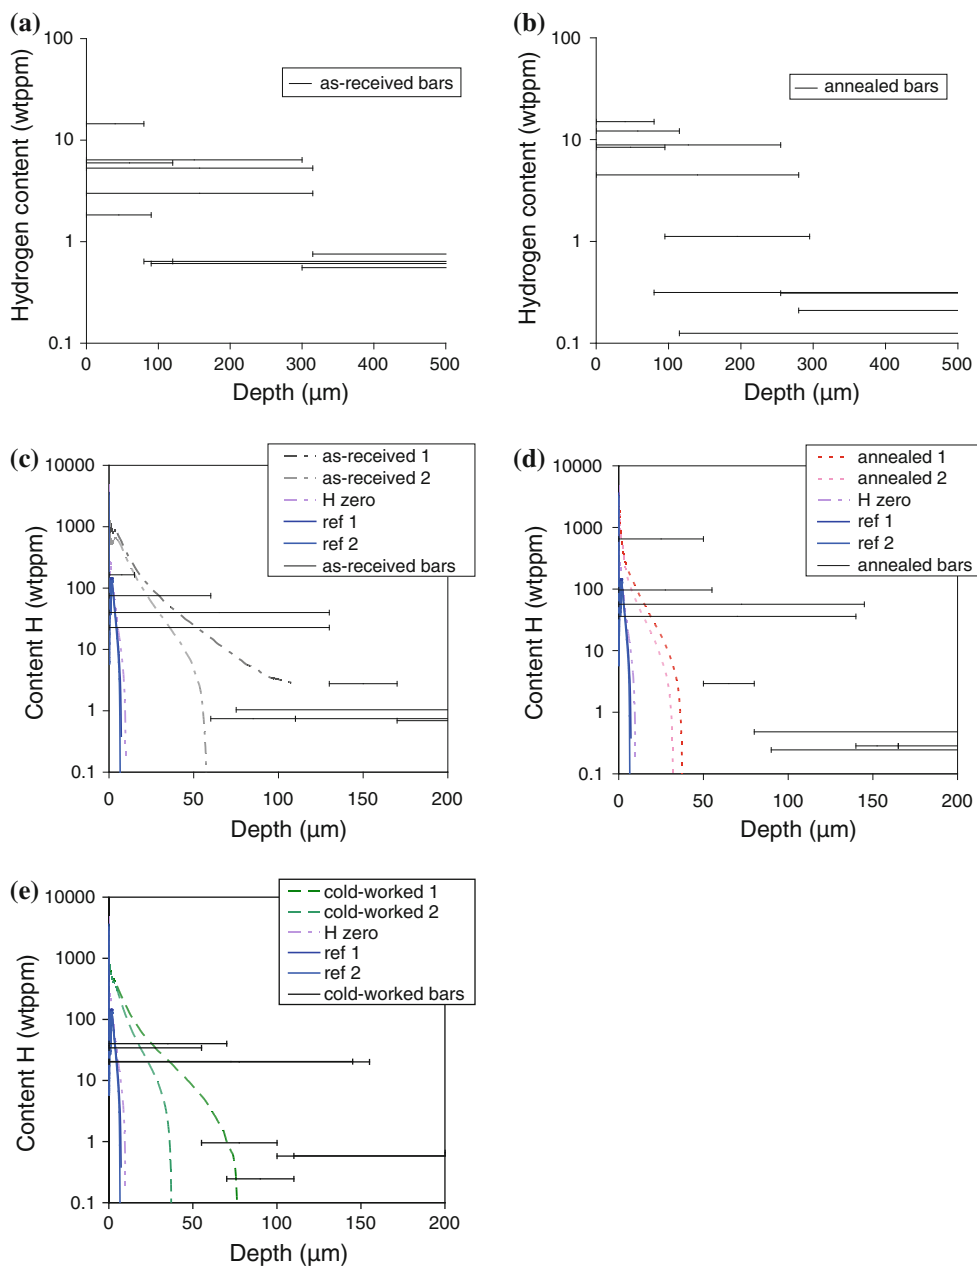 (a)
100
10
1
0.1
Hydrogen content (wtppm)
as-received bars
0
100
200
300
400
500
Depth (µm)
(b)
100
10
1
0.1
Hydrogen content (wtppm)
annealed bars
0
100
200
300
400
500
Depth (µm)
(c)
10000
1000
100
10
1
0.1
Content H (wtppm)
as-received 1
as-received 2
H zero
ref 1
ref 2
as-received bars
0
50
100
150
200
Depth (µm)
(d)
10000
1000
100
10
1
0.1
Content H (wtppm)
annealed 1
annealed 2
H zero
ref 1
ref 2
annealed bars
0
50
100
150
200
Depth (µm)
(e)
10000
1000
100
10
1
0.1
Content H (wtppm)
cold-worked 1
cold-worked 2
H zero
ref 1
ref 2
cold-worked bars
0
50
100
150
200
Depth (µm)